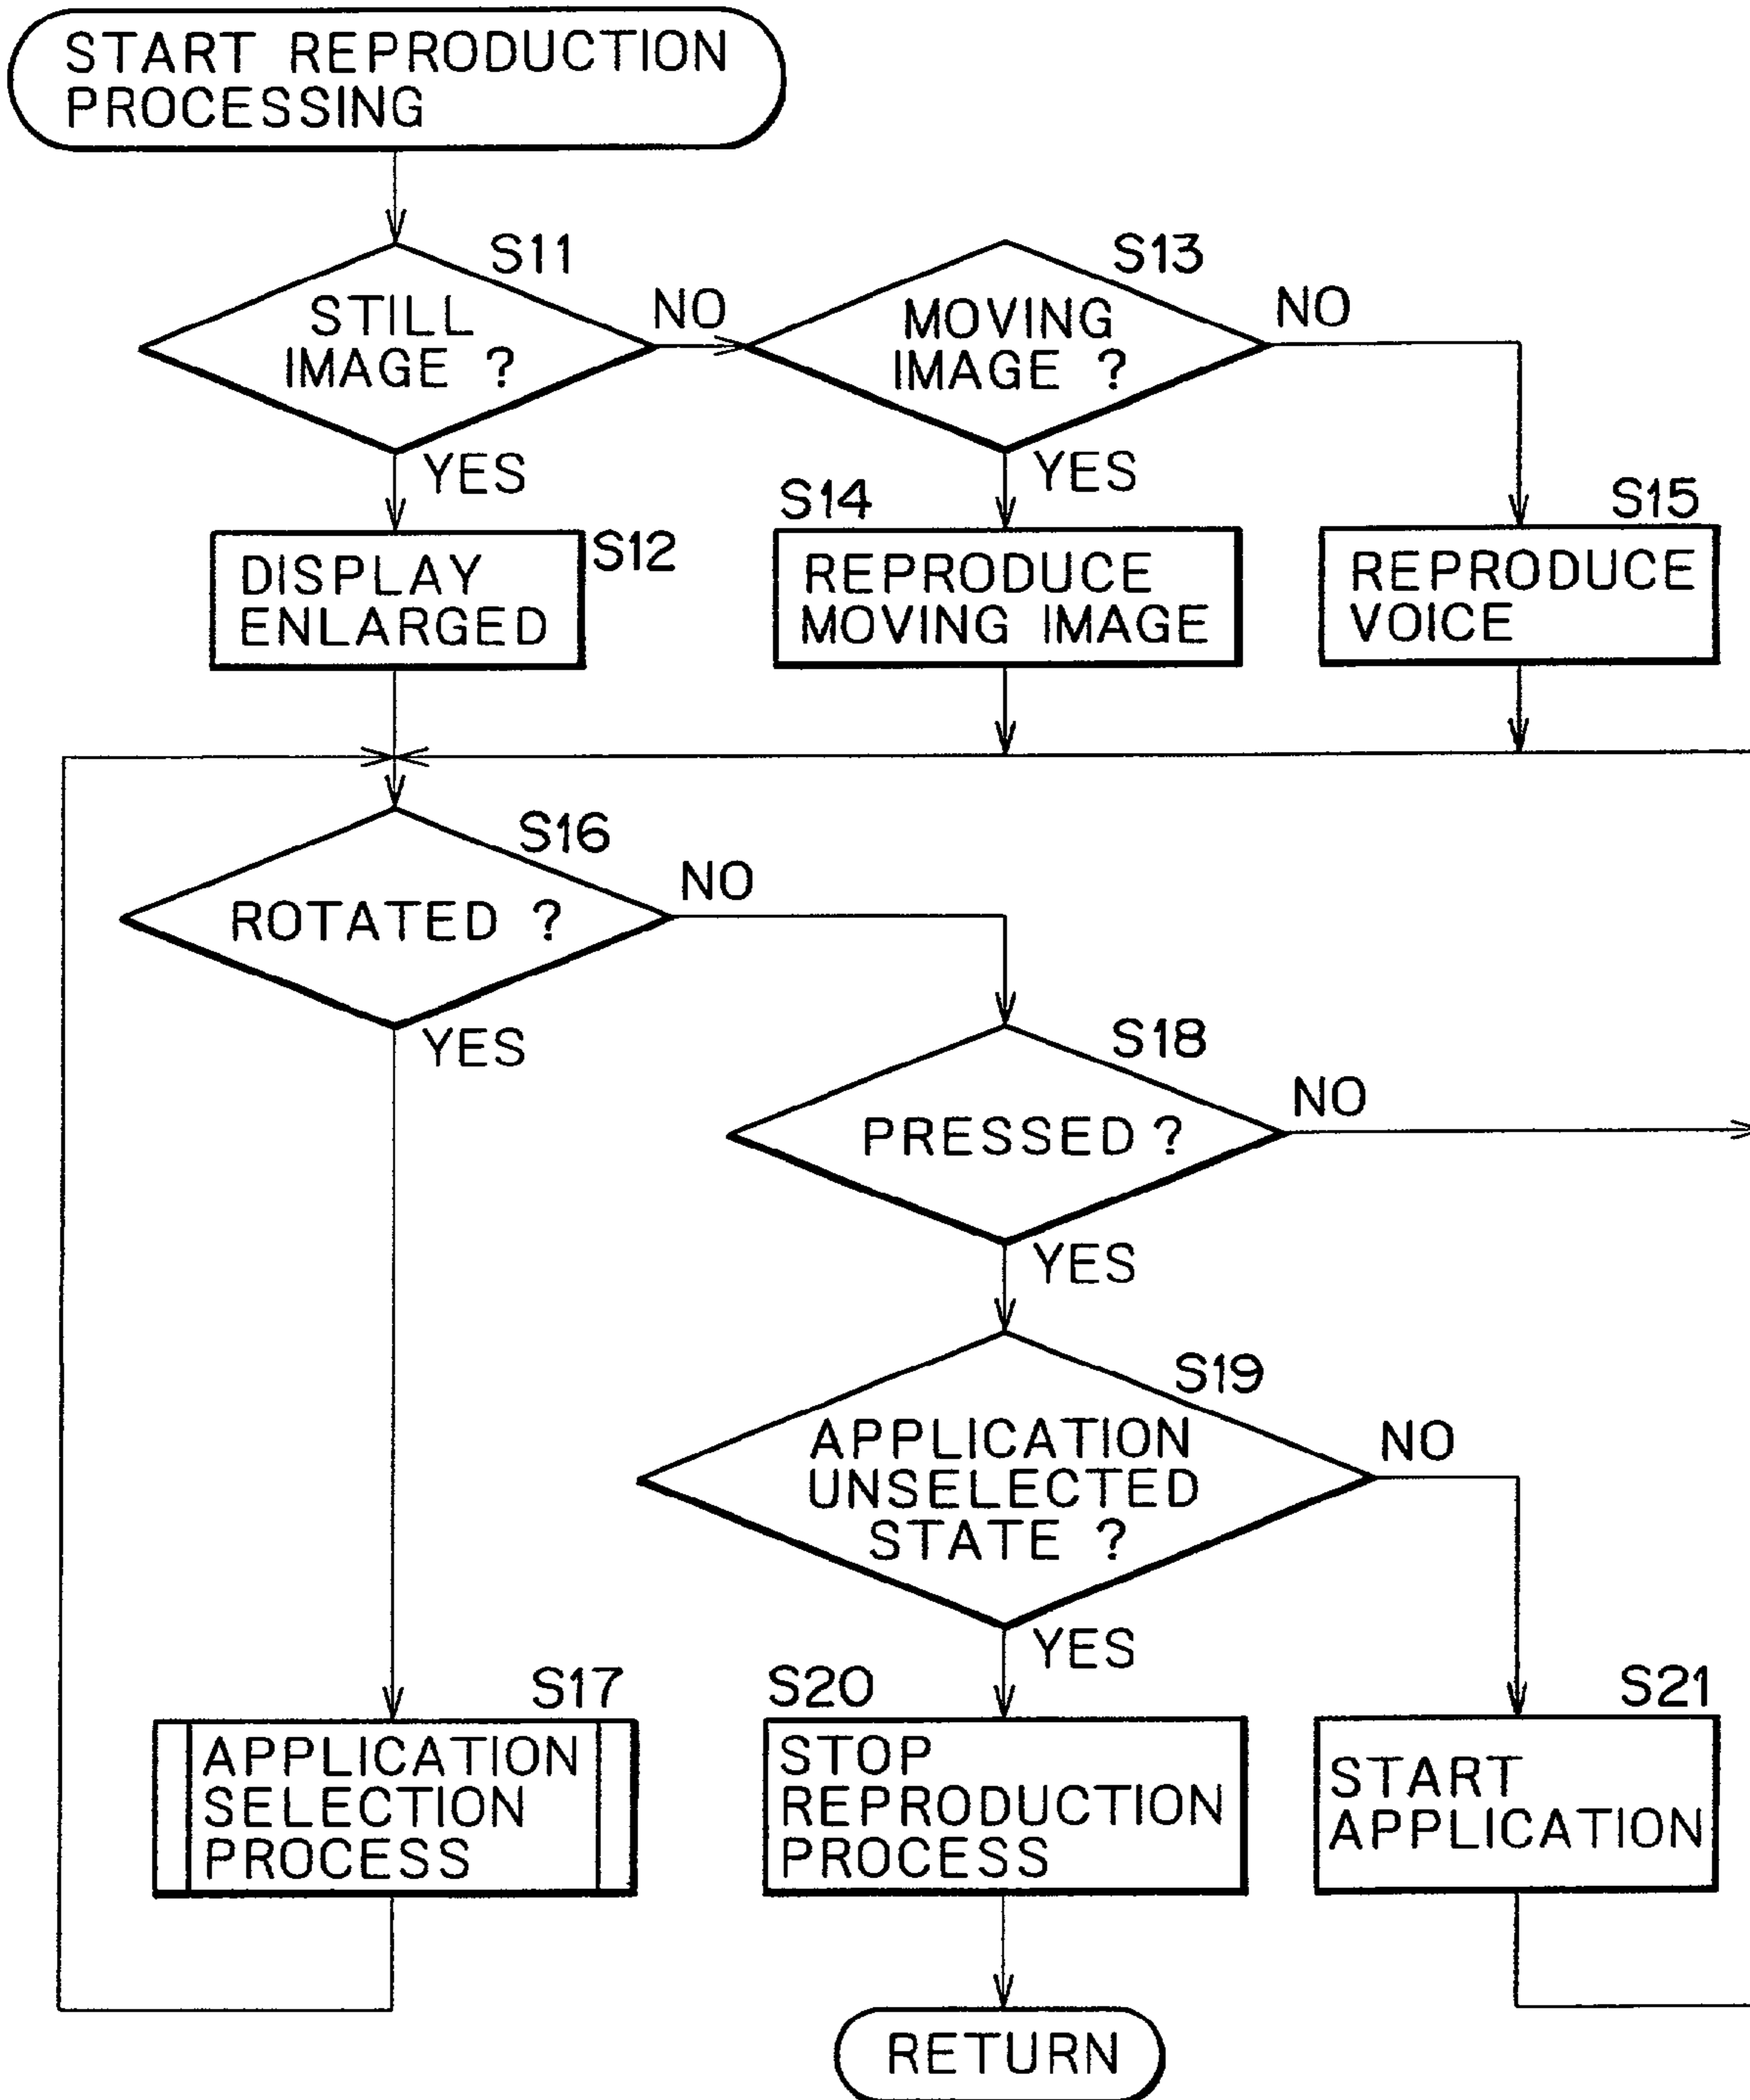 START REPRODUCTION
PROCESSING
S11
STILL
IMAGE ?
NO
YES
S13
MOVING
IMAGE ?
NO
YES
S12
DISPLAY
ENLARGED
S14
REPRODUCE
MOVING IMAGE
S15
REPRODUCE
VOICE
S16
ROTATED ?
NO
YES
S18
PRESSED ?
NO
YES
S19
APPLICATION
UNSELECTED
STATE ?
NO
YES
S17
APPLICATION
SELECTION
PROCESS
S20
STOP
REPRODUCTION
PROCESS
S21
START
APPLICATION
RETURN